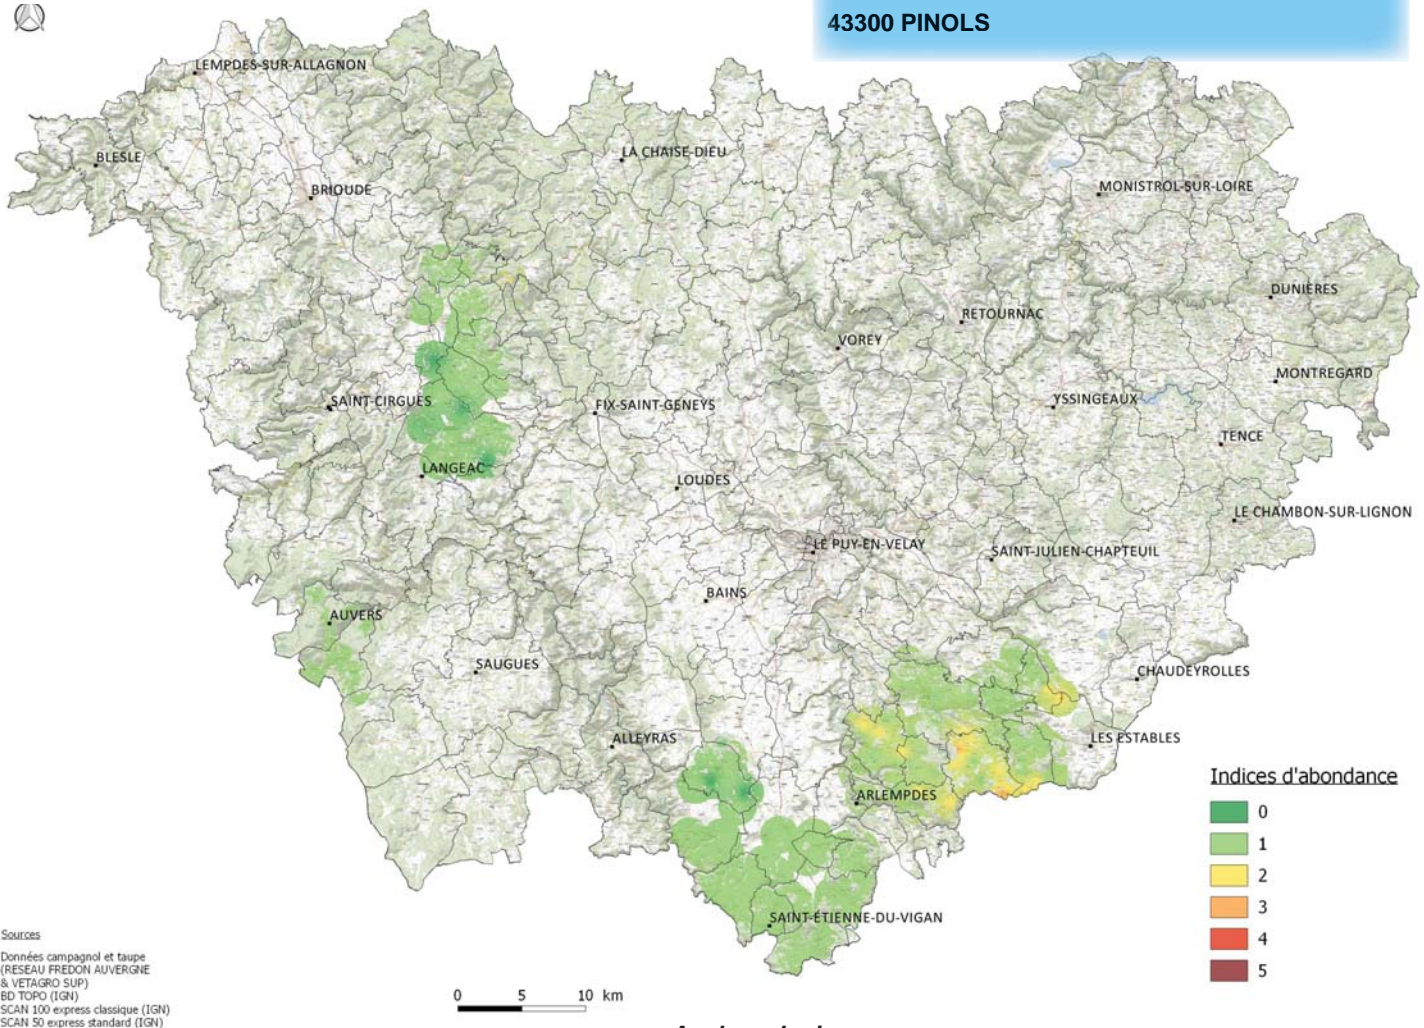 43300 PINOLS
LEMPDES-SUR-ALLAGNON
BLESLE
LA CHAISE-DIEU
BRIOUDE
MONISTROL-SUR-LOIRE
DUNIERES
RETOURNAC
VOREY
MONTREGARD
SAINT-CIRGUES
FIX-SAINT-GENEYS
YSSINGEAUX
TENCE
LANGEAC
LOUDES
LE CHAMBON-SUR-LIGNON
LE PUY-EN-VELAY
SAINT-JULIEN-CHAPTEUIL
BAINS
AUVERS
SAUGUES
CHAUDEYROLLES
ALLEYRAS
LES ESTABLES
ARLEMPDES
SAINT-ÉTIENNE-DU-VIGAN
Indices d'abondance
0
1
2
3
4
5
Sources
Données campagnol et taupe
(RESEAU FREDON AUVERGNE
& VETAGRO SUP)
BD TOPO (IGN)
SCAN 100 express classique (IGN)
SCAN 50 express standard (IGN)
0 5 10 km